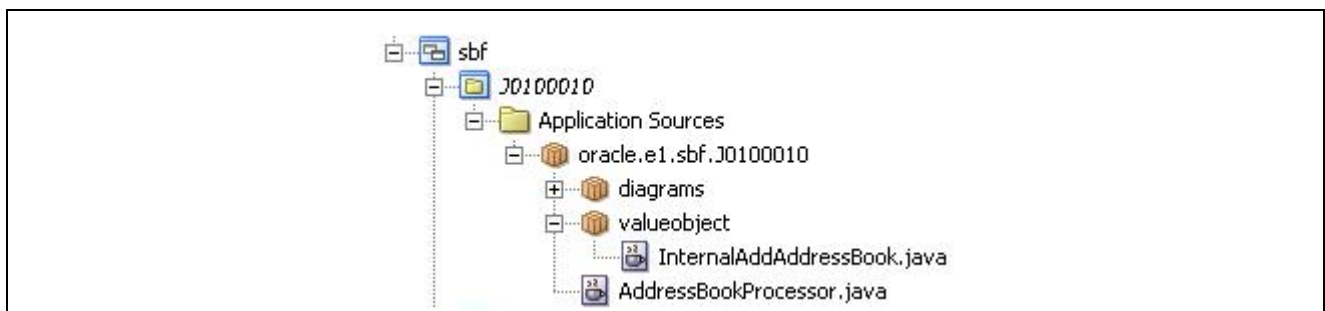 sbf
J0100010
Application Sources
oracle.e1.sbf.J0100010
diagrams
valueobject
InternalAddAddressBook.java
AddressBookProcessor.java